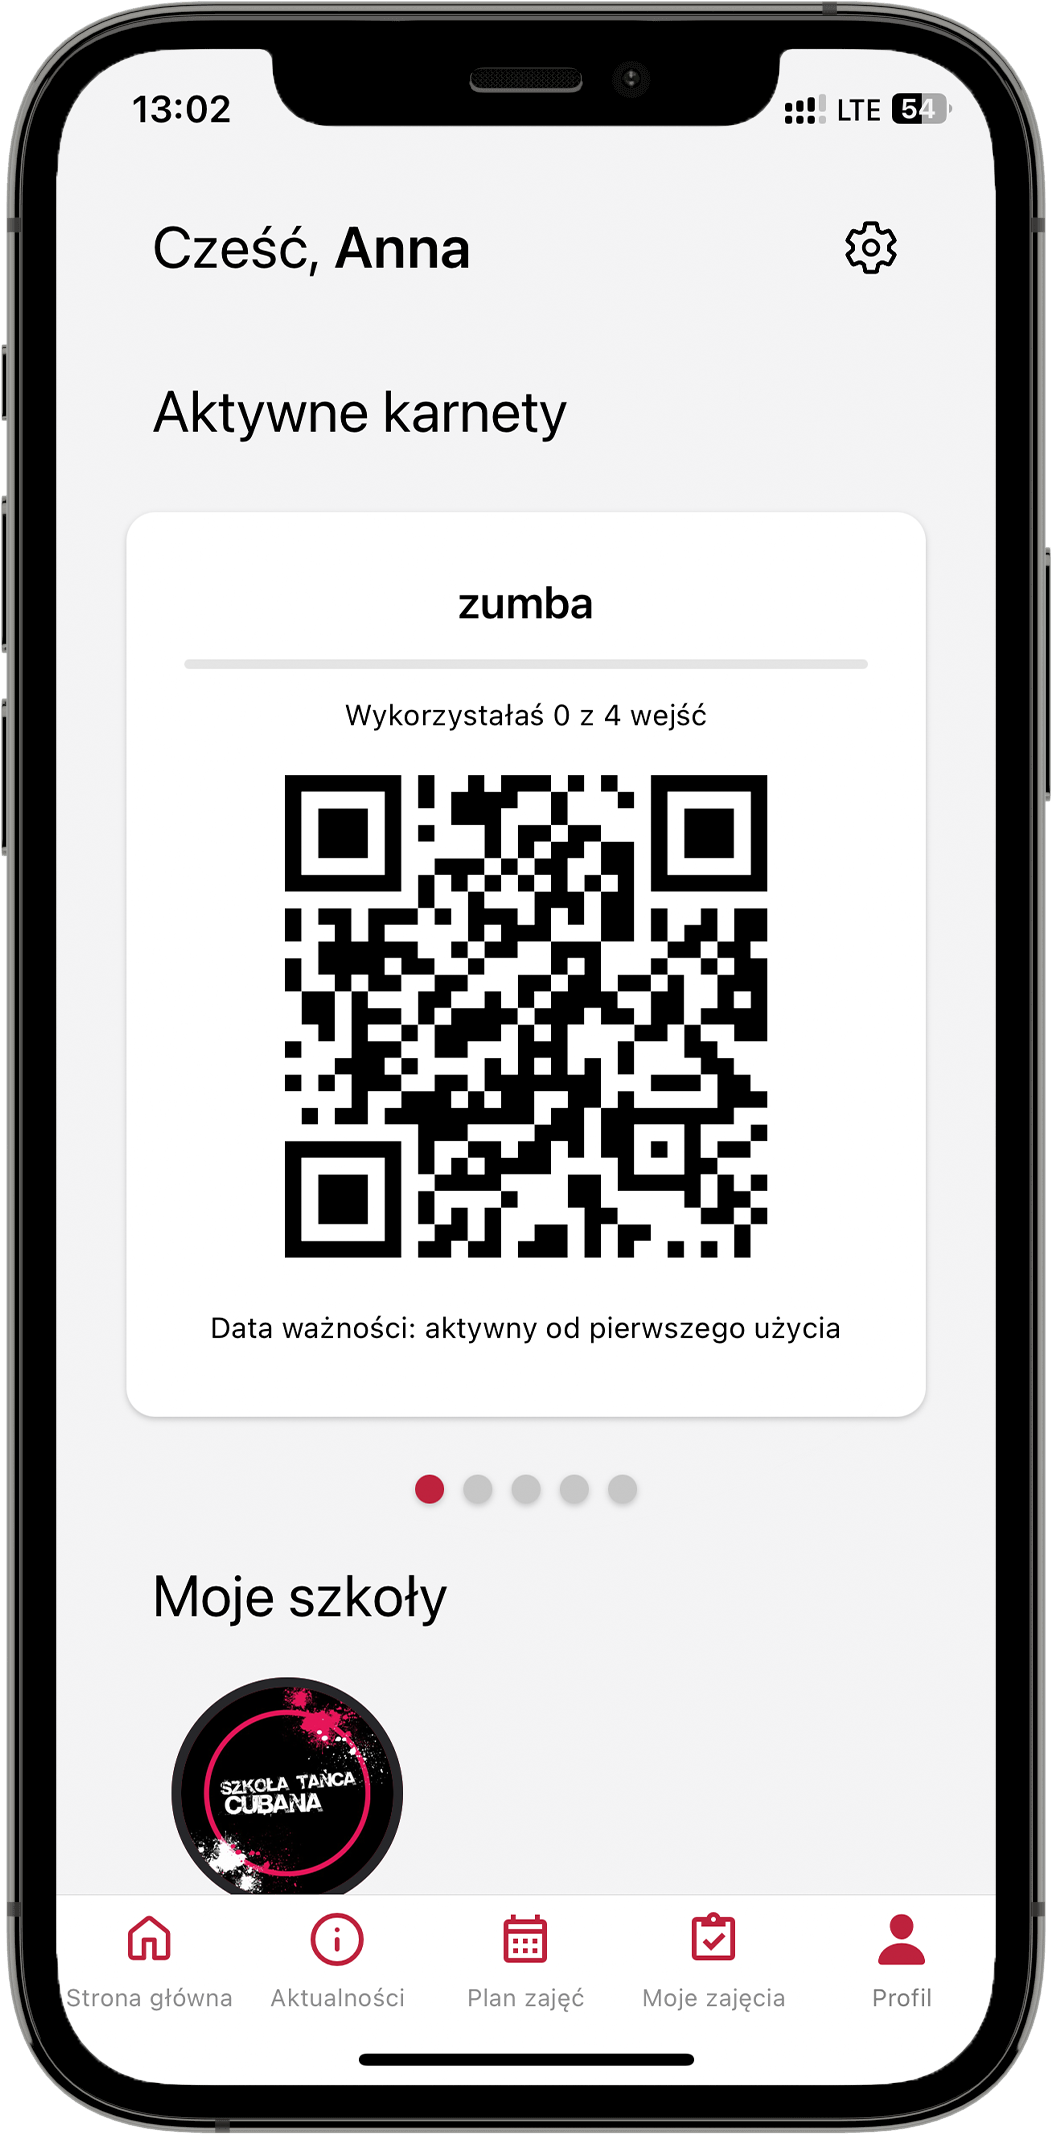 13:02
LTE 54
Cześć, Anna
Aktywne karnety
zumba
Wykorzystałaś 0 z 4 wejść
Data ważności: aktywny od pierwszego użycia
Moje szkoły
SZKOŁA TAŃCA
CUBANA
Strona główna Aktualności Plan zajęć Moje zajęcia Profil